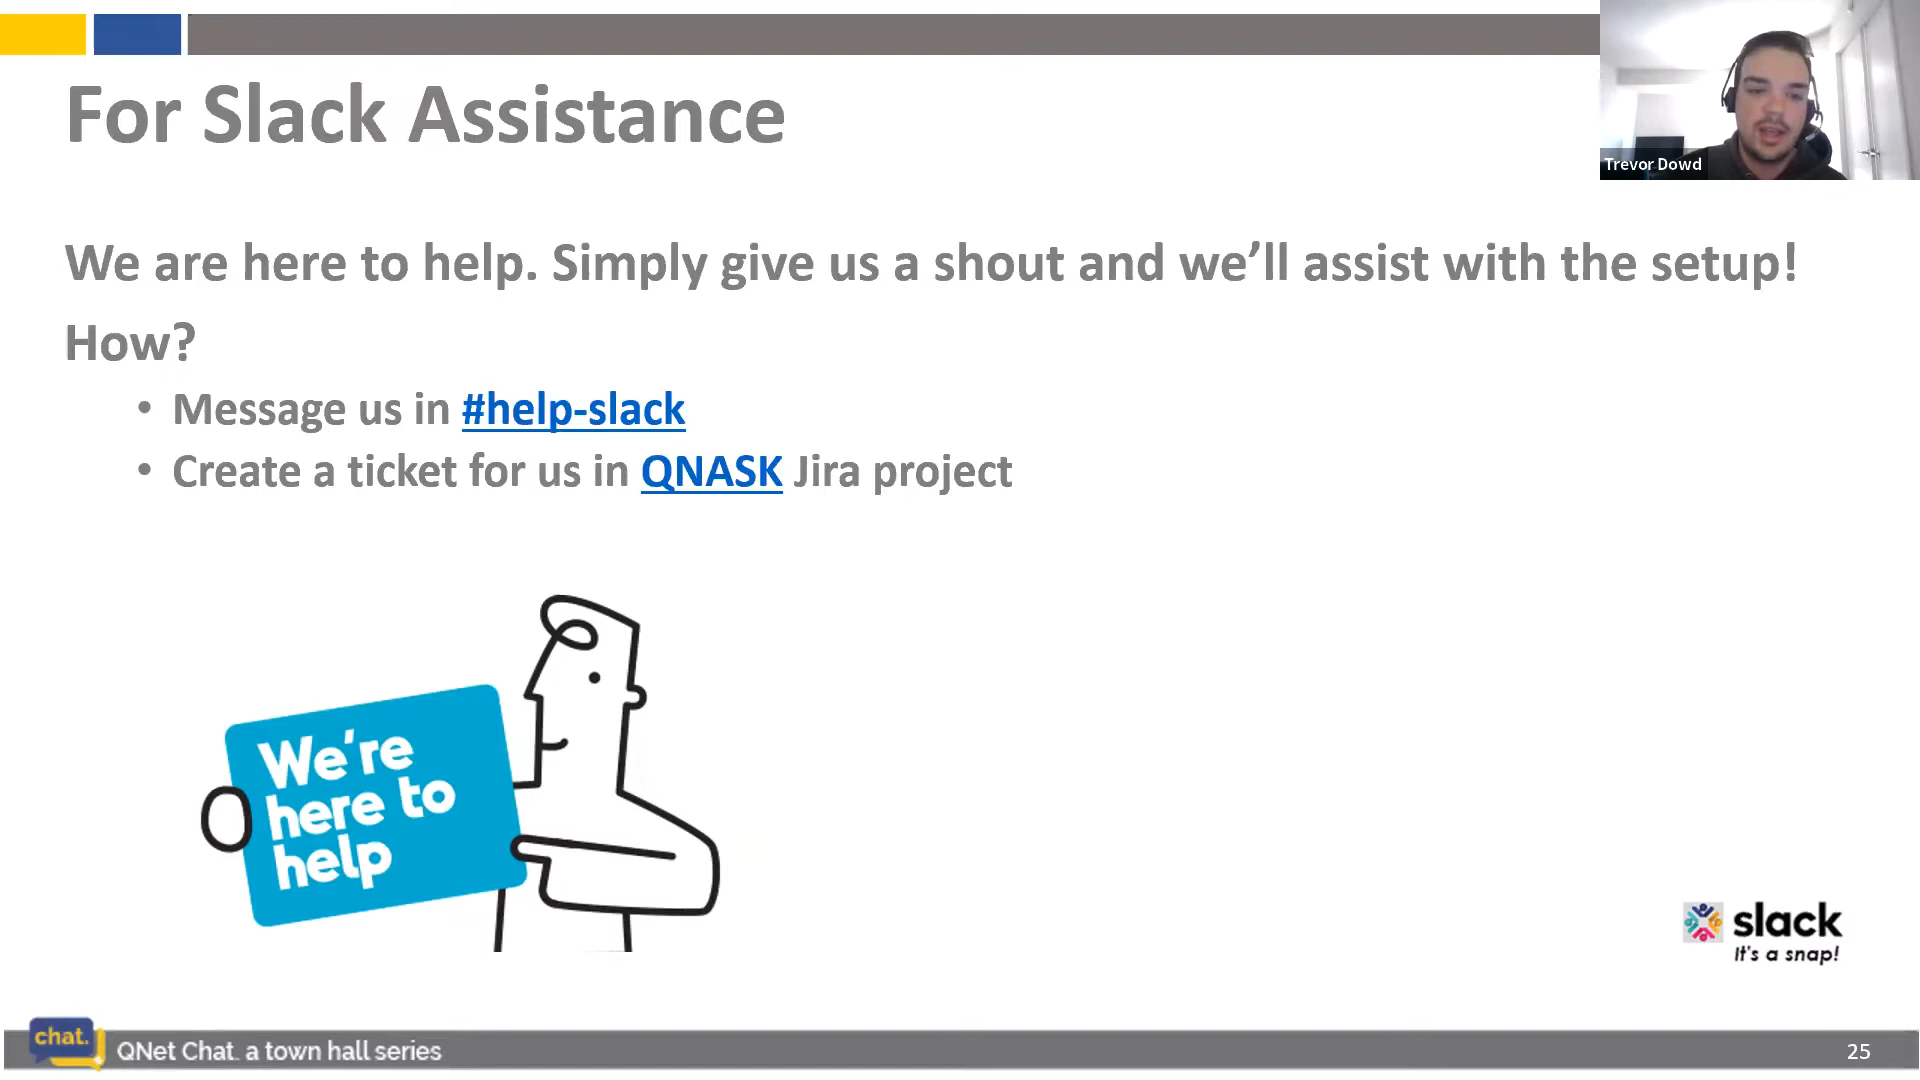 For Slack Assistance
Trevor Dowd
We are here to help. Simply give us a shout and we’ll assist with the setup!
How?
• Message us in #help-slack
• Create a ticket for us in QNASK Jira project
We're
here to
help
slack
It's a snap!
chat.
QNet Chat. a town hall series
25